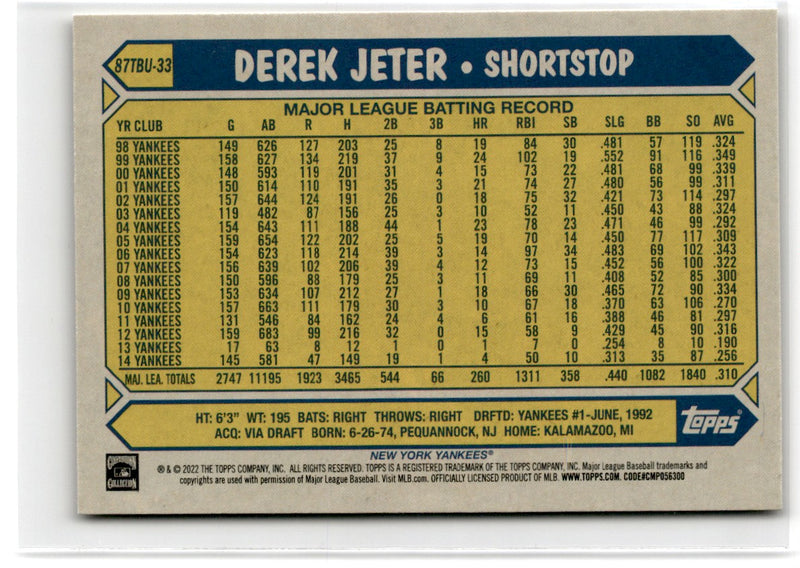 87TBU-33
DEREK JETER • SHORTSTOP
MAJOR LEAGUE BATTING RECORD
YR CLUB G AB R H 2B 3B HR RBI SB SLG BB SO AVG
98 YANKEES 149 626 127 203 25 8 19 84 30 .481 57 119 .324
99 YANKEES 158 627 134 219 37 9 24 102 19 .552 91 116 .349
00 YANKEES 148 593 119 201 31 4 15 73 22 .481 68 99 .339
01 YANKEES 150 614 110 191 35 3 21 74 27 .480 56 99 .311
02 YANKEES 157 644 124 191 26 0 18 75 32 .421 73 114 .297
03 YANKEES 119 482 87 156 25 3 10 52 11 .450 43 88 .324
04 YANKEES 154 643 111 188 44 1 23 78 23 .471 46 99 .292
05 YANKEES 159 654 122 202 25 5 19 70 14 .450 77 117 .309
06 YANKEES 154 623 118 214 39 3 14 97 34 .483 69 102 .343
07 YANKEES 156 639 102 206 39 4 12 73 15 .452 56 100 .322
08 YANKEES 150 596 88 179 25 3 11 69 11 .408 52 85 .300
09 YANKEES 153 634 107 212 27 1 18 66 30 .465 72 90 .334
10 YANKEES 157 663 111 179 30 3 10 67 18 .370 63 106 .270
11 YANKEES 131 546 84 162 24 4 6 61 16 .388 46 81 .297
12 YANKEES 159 683 99 216 32 0 15 58 9 .429 45 90 .316
13 YANKEES 17 63 8 12 1 0 1 7 0 .254 8 10 .190
14 YANKEES 145 581 47 149 19 1 4 50 10 .313 35 87 .256
MAJ. LEA. TOTALS 2747 11195 1923 3465 544 66 260 1311 358 .440 1082 1840 .310
HT: 6'3" WT: 195 BATS: RIGHT THROWS: RIGHT DRFTD: YANKEES #1-JUNE, 1992
ACQ: VIA DRAFT BORN: 6-26-74, PEQUANNOCK, NJ HOME: KALAMAZOO, MI
TOPPS®
NEW YORK YANKEES®
COOPERSTOWN
COLLECTION
® & © 2022 THE TOPPS COMPANY, INC. ALL RIGHTS RESERVED. TOPPS IS A REGISTERED TRADEMARK OF THE TOPPS COMPANY, INC. Major League Baseball trademarks and
copyrights are used with permission of Major League Baseball. Visit MLB.com. OFFICIALLY LICENSED PRODUCT OF MLB. WWW.TOPPS.COM. CODE#CMP056300